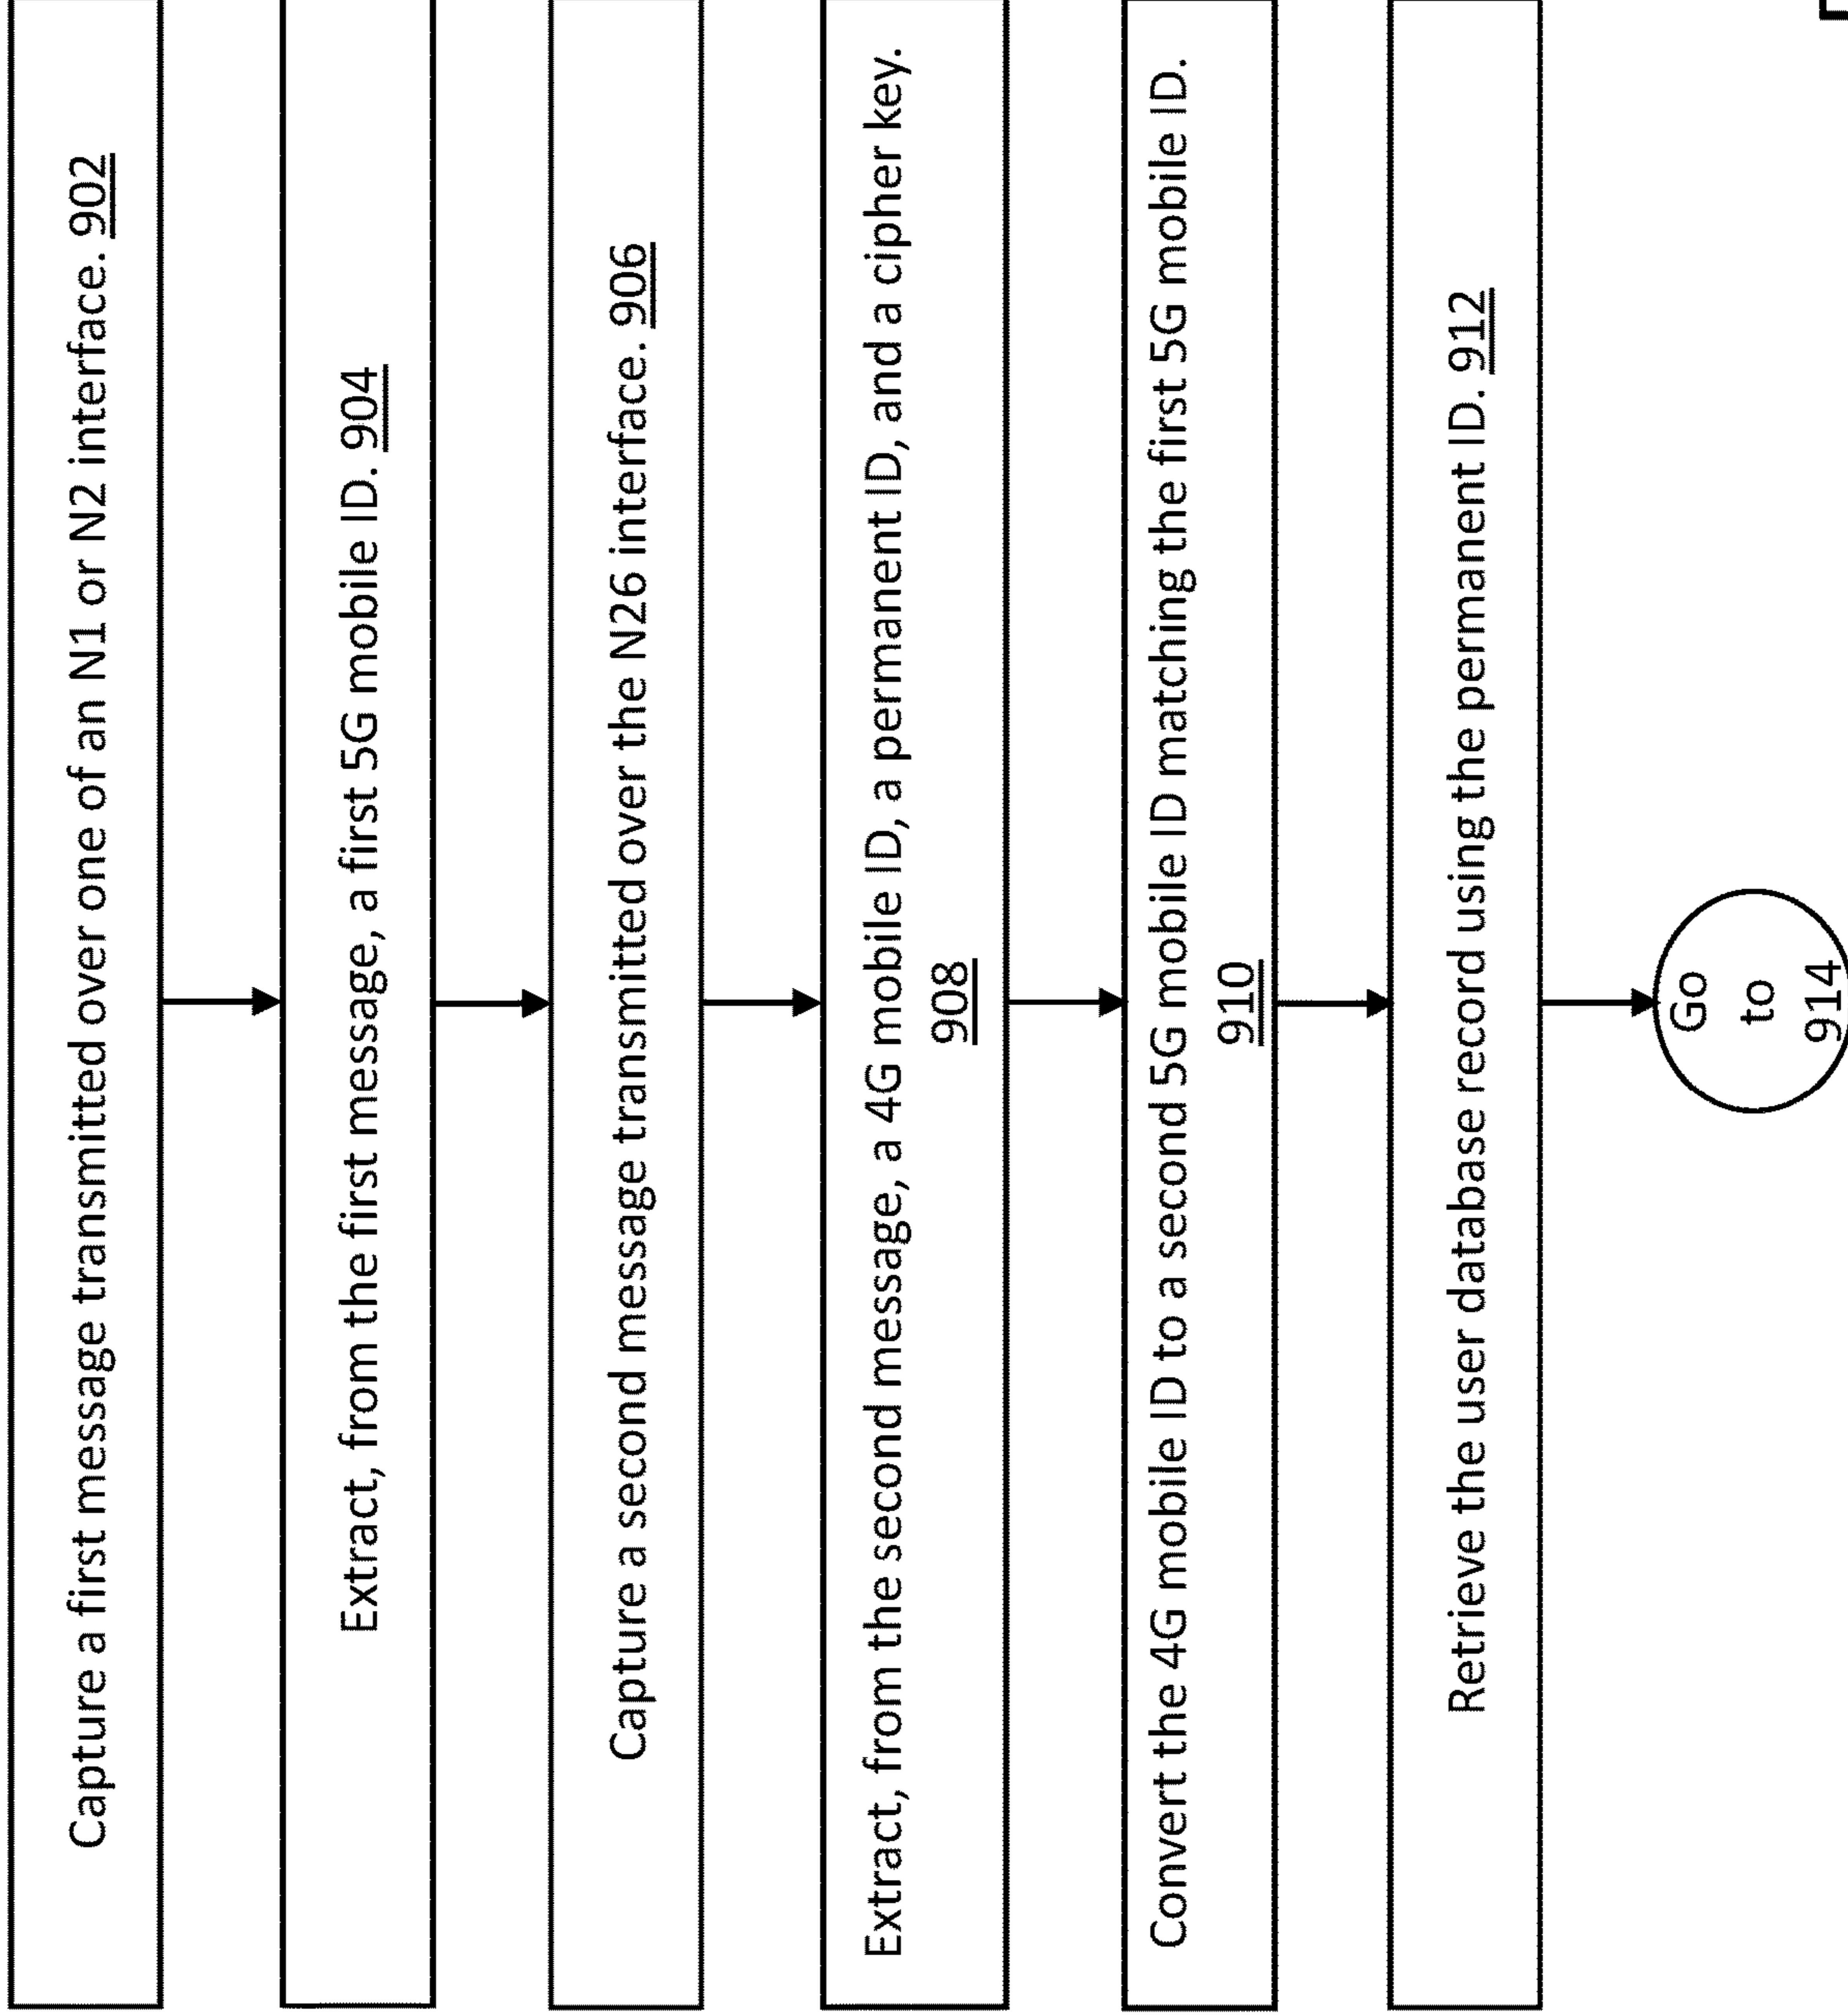 Capture a first message transmitted over one of an N1 or N2 interface. 902
Extract, from the first message, a first 5G mobile ID. 904
Capture a second message transmitted over the N26 interface. 906
Extract, from the second message, a 4G mobile ID, a permanent ID, and a cipher key.
908
Convert the 4G mobile ID to a second 5G mobile ID matching the first 5G mobile ID.
910
Retrieve the user database record using the permanent ID. 912
Go
to
914